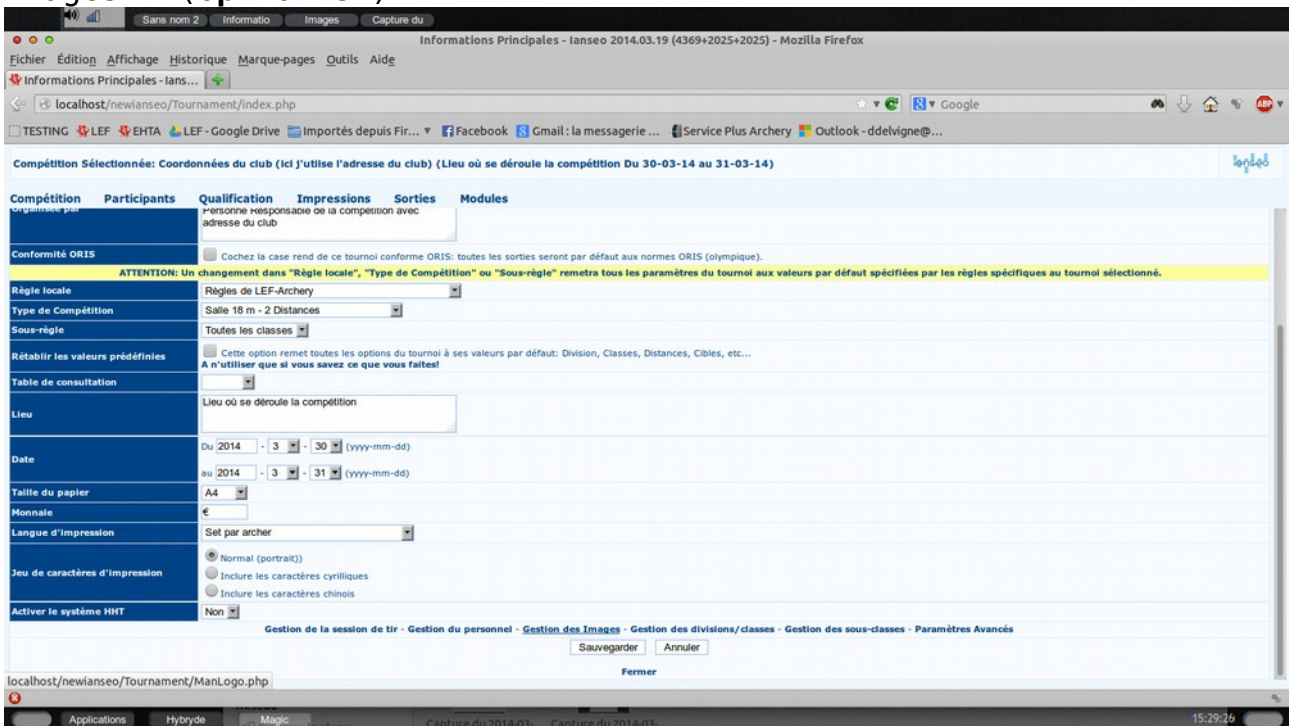 Sans nom 2 Informatio Images Capture du
Informations Principales - Ianseo 2014.03.19 (4369+2025+2025) - Mozilla Firefox
Fichier Édition Affichage Historique Marque-pages Outils Aide
Informations Principales - Ians...
localhost/newianseo/Tournament/index.php Google
TESTING LEF EHTA LEF - Google Drive Importés depuis Fir... Facebook Gmail : la messagerie ... Service Plus Archery Outlook - ddelvigne@...
Compétition Sélectionnée: Coordonnées du club (Ici j'utilse l'adresse du club) (Lieu où se déroule la compétition Du 30-03-14 au 31-03-14)
ianseo
Compétition Participants Qualification Impressions Sorties Modules
Organisée par Personne Responsable de la compétition avec
adresse du club
Conformité ORIS Cochez la case rend de ce tournoi conforme ORIS: toutes les sorties seront par défaut aux normes ORIS (olympique).
ATTENTION: Un changement dans "Règle locale", "Type de Compétition" ou "Sous-règle" remetra tous les paramètres du tournoi aux valeurs par défaut spécifiées par les règles spécifiques au tournoi sélectionné.
Règle locale Règles de LEF-Archery
Type de Compétition Salle 18 m - 2 Distances
Sous-règle Toutes les classes
Rétablir les valeurs prédéfinies Cette option remet toutes les options du tournoi à ses valeurs par défaut: Division, Classes, Distances, Cibles, etc...
A n'utiliser que si vous savez ce que vous faites!
Table de consultation
Lieu Lieu où se déroule la compétition
Date Du 2014 - 3 - 30 (yyyy-mm-dd)
au 2014 - 3 - 31 (yyyy-mm-dd)
Taille du papier A4
Monnaie €
Langue d'impression Set par archer
Jeu de caractères d'impression Normal (portrait))
Inclure les caractères cyrilliques
Inclure les caractères chinois
Activer le système HHT Non
Gestion de la session de tir - Gestion du personnel - Gestion des Images - Gestion des divisions/classes - Gestion des sous-classes - Paramètres Avancés
Sauvegarder Annuler
Fermer
localhost/newianseo/Tournament/ManLogo.php
Applications Hybryde Magic Capture du 2014-03- Capture du 2014-03- 15:29:26